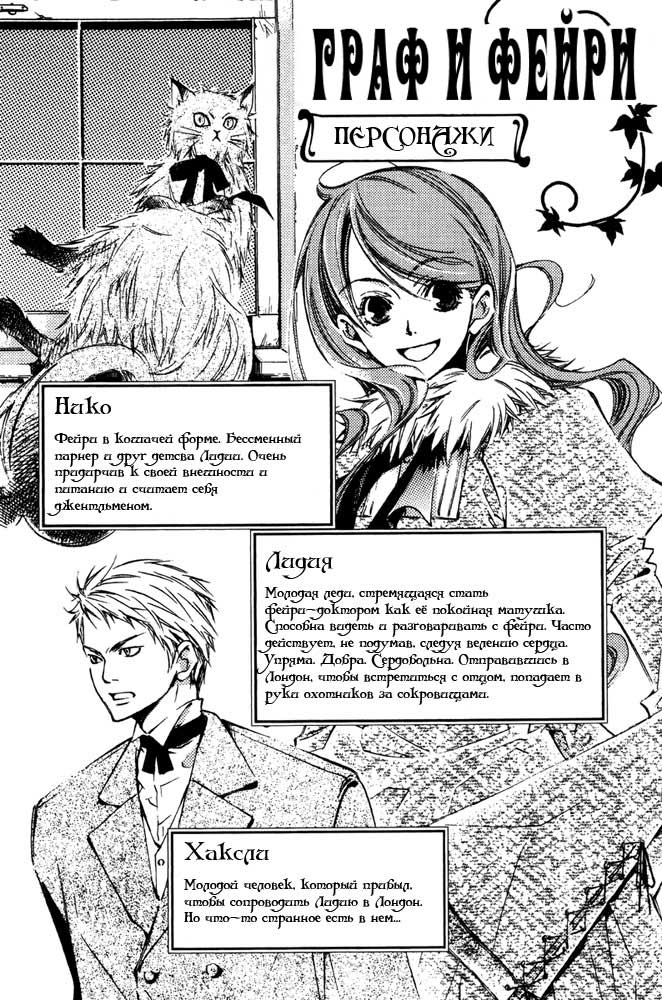 ГРАФ И ФЕЙРИ
ПЕРСОНАЖИ
Нико
Фейри в кошачей форме. Бессменный
парнер и друг детсва Лидии. Очень
придирчив к своей внешности и
питанию и считает себя
джентльменом.
Лидия
Молодая леди, стремящаяся стать
фейри-доктором как её покойная матушка.
Способна видеть и разговаривать с фейри. Часто
действует, не подумав, следуя велению сердца.
Упряма. Добра. Сердобольна. Отправившись в
Лондон, чтобы встретиться с отцом, попадает в
руки охотников за сокровищами.
Хаксли
Молодой человек, который прибыл,
чтобы сопроводить Лидию в Лондон.
Но что-то странное есть в нем...